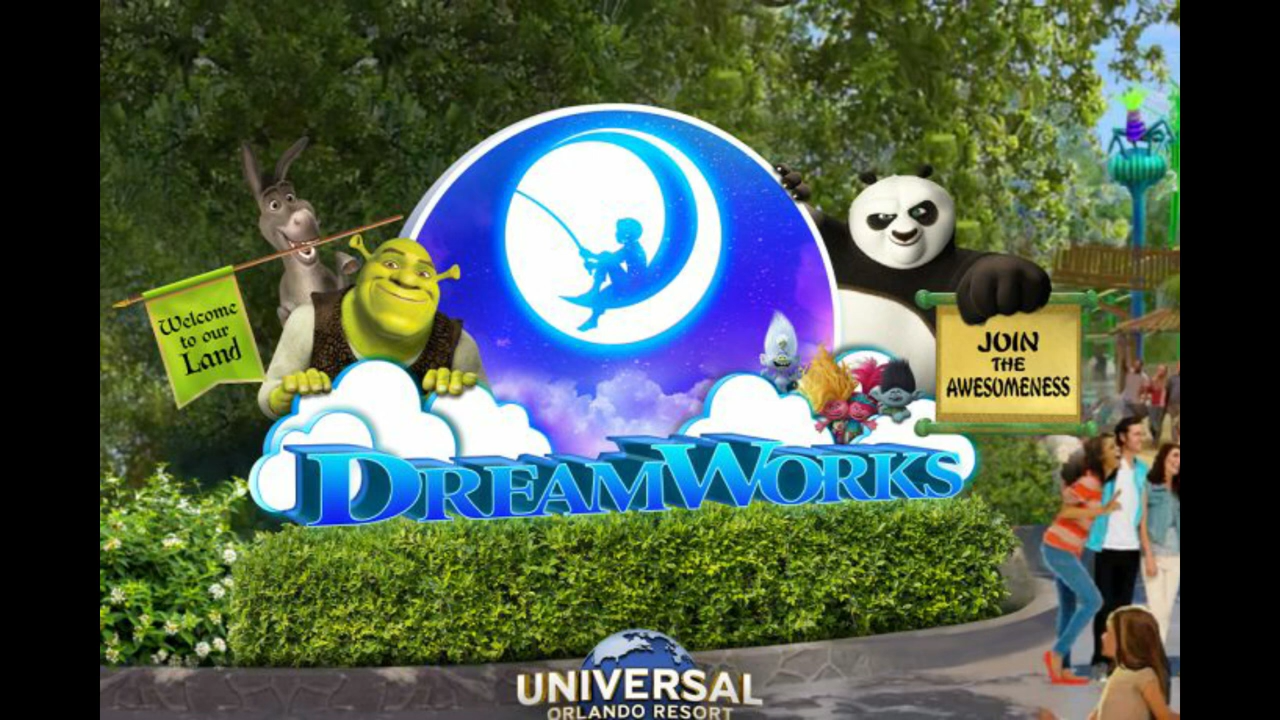 Welcome
to our
Land
JOIN
THE
AWESOMENESS
DREAMWORKS
UNIVERSAL
ORLANDO RESORT